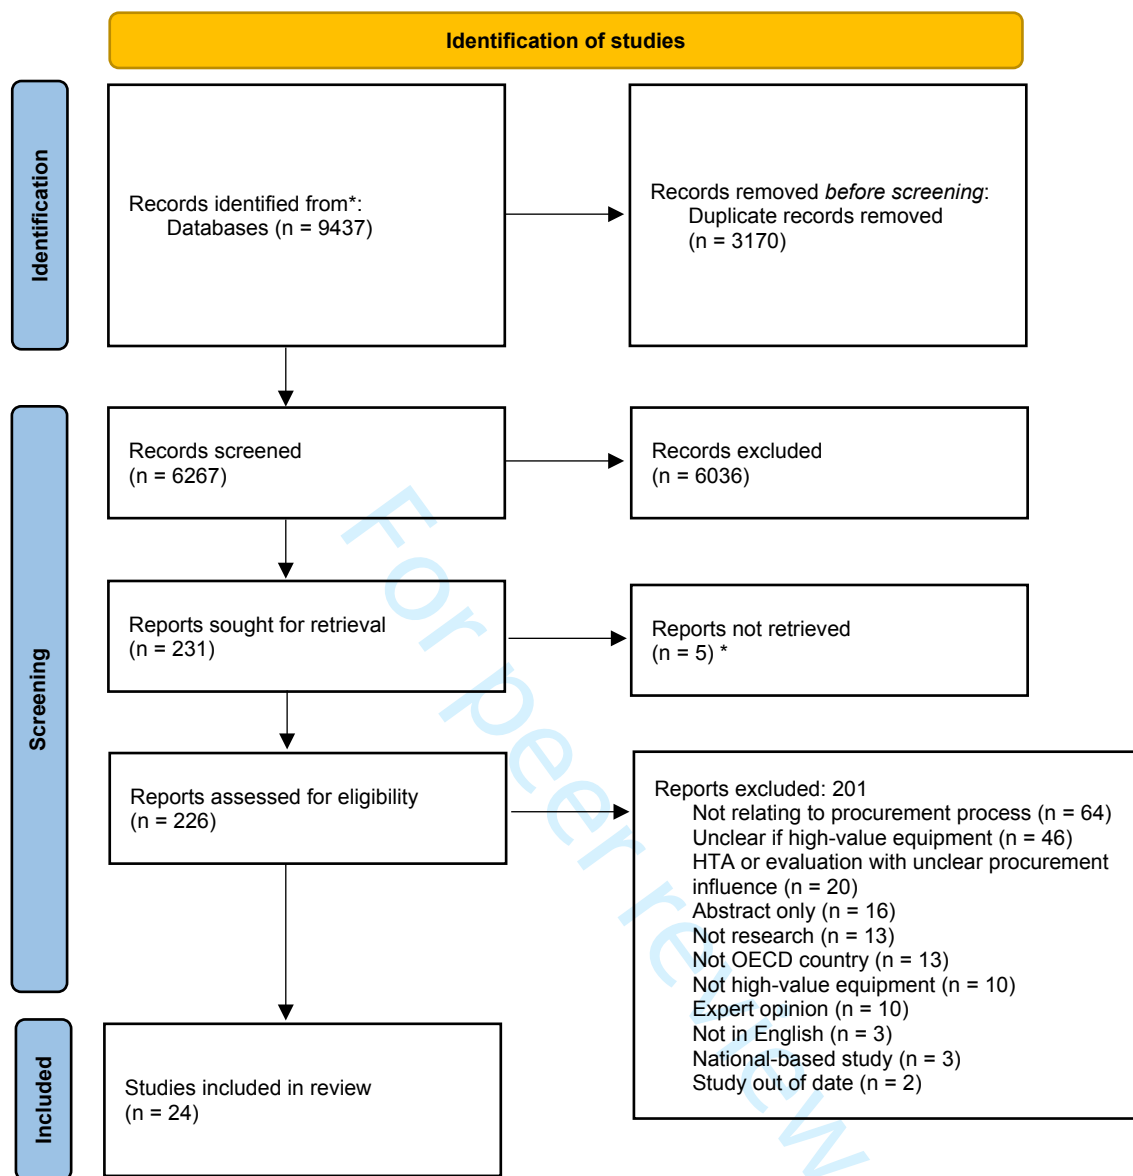 Identification of studies
Identification
Records identified from*:
Databases (n = 9437)
Records removed before screening:
Duplicate records removed
(n = 3170)
Screening
Records screened
(n = 6267)
Records excluded
(n = 6036)
Reports sought for retrieval
(n = 231)
Reports not retrieved
(n = 5) *
Reports assessed for eligibility
(n = 226)
Reports excluded: 201
Not relating to procurement process (n = 64)
Unclear if high-value equipment (n = 46)
HTA or evaluation with unclear procurement
influence (n = 20)
Abstract only (n = 16)
Not research (n = 13)
Not OECD country (n = 13)
Not high-value equipment (n = 10)
Expert opinion (n = 10)
Not in English (n = 3)
National-based study (n = 3)
Study out of date (n = 2)
Included
Studies included in review
(n = 24)
For peer review